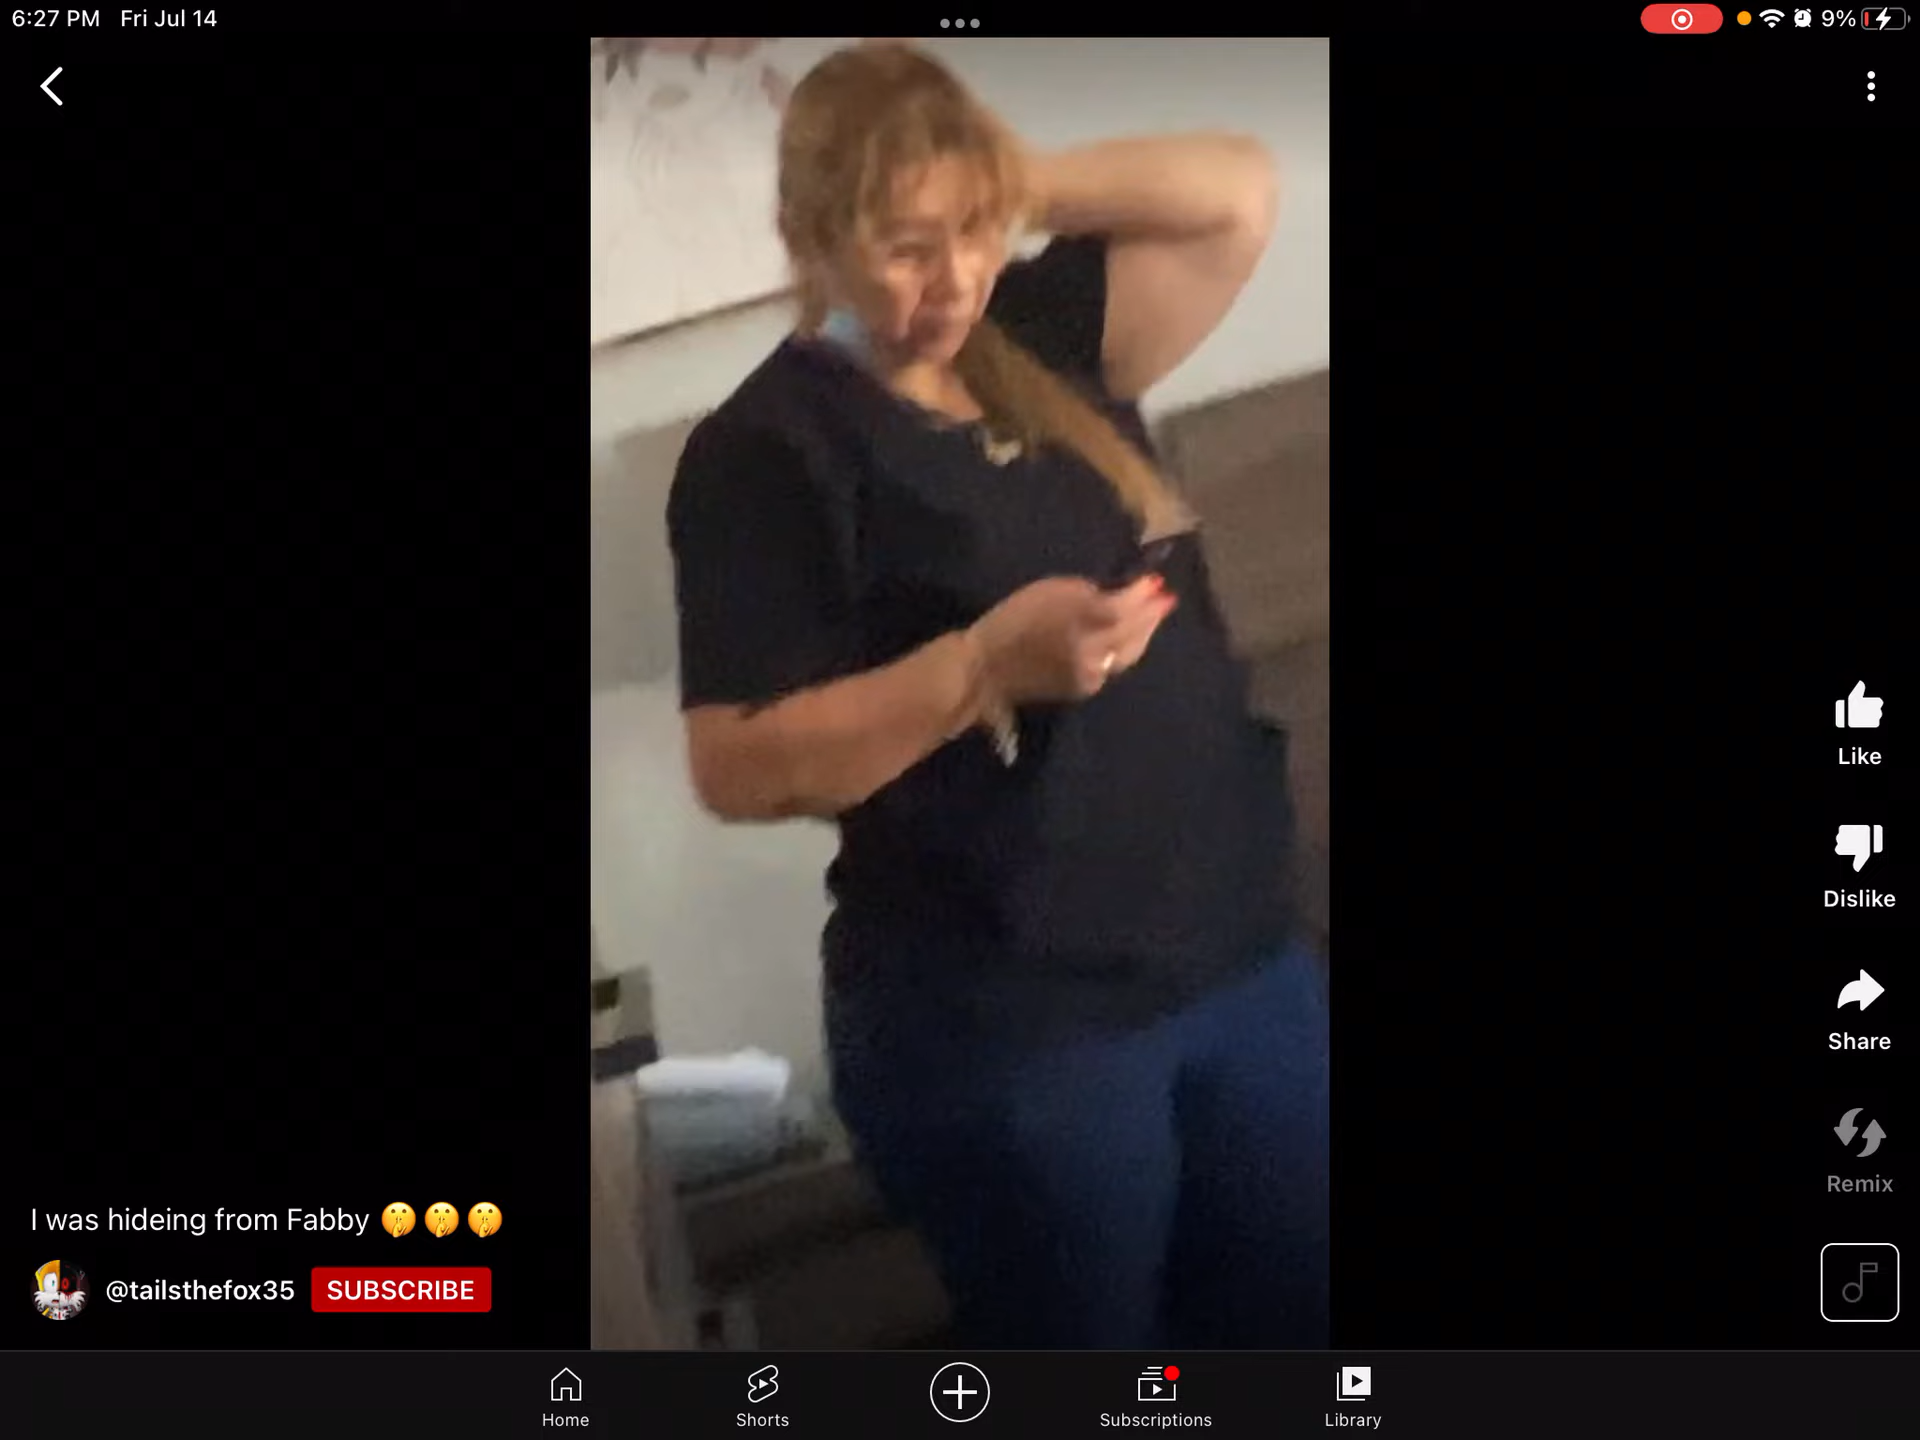 6:27 PM Fri Jul 14
9%
Like
Dislike
Share
Remix
I was hideing from Fabby 🤫🤫🤫
@tailsthefox35 SUBSCRIBE
Home Shorts Subscriptions Library